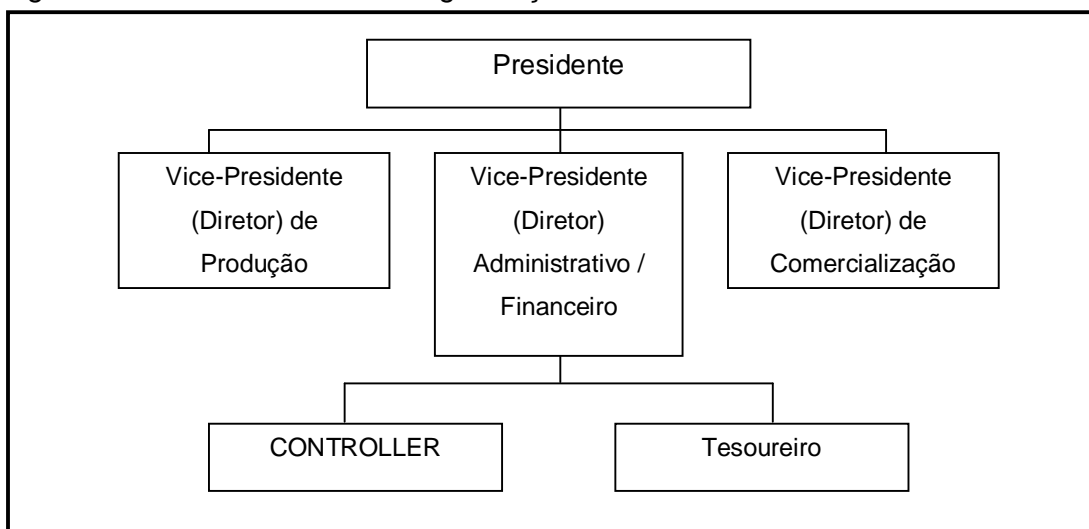 Presidente
Vice-Presidente
(Diretor) de
Produção
Vice-Presidente
(Diretor)
Administrativo /
Financeiro
Vice-Presidente
(Diretor) de
Comercialização
CONTROLLER
Tesoureiro